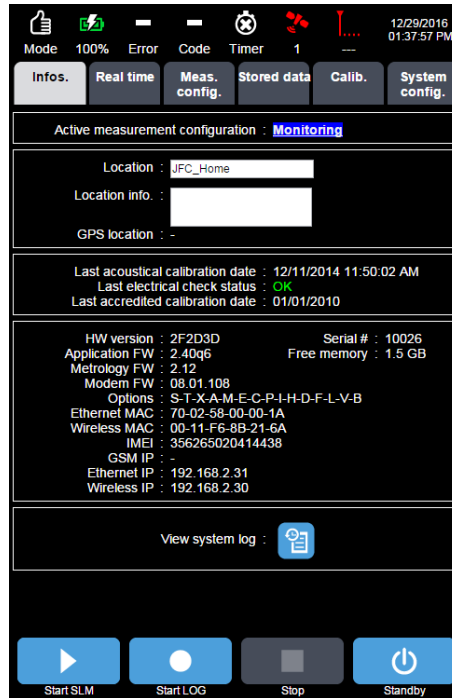 12/29/2016
01:37:57 PM
Mode 100% Error Code Timer 1 ---
Infos. Real time Meas. config. Stored data Calib. System config.
Active measurement configuration : Monitoring
Location : JFC_Home
Location info. :
GPS location : -
Last acoustical calibration date : 12/11/2014 11:50:02 AM
Last electrical check status : OK
Last accredited calibration date : 01/01/2010
HW version : 2F2D3D Serial # : 10026
Application FW : 2.40q6 Free memory : 1.5 GB
Metrology FW : 2.12
Modem FW : 08.01.108
Options : S-T-X-A-M-E-C-P-I-H-D-F-L-V-B
Ethernet MAC : 70-02-58-00-00-1A
Wireless MAC : 00-11-F6-8B-21-6A
IMEI : 356265020414438
GSM IP : -
Ethernet IP : 192.168.2.31
Wireless IP : 192.168.2.30
View system log :
Start SLM Start LOG Stop Standby